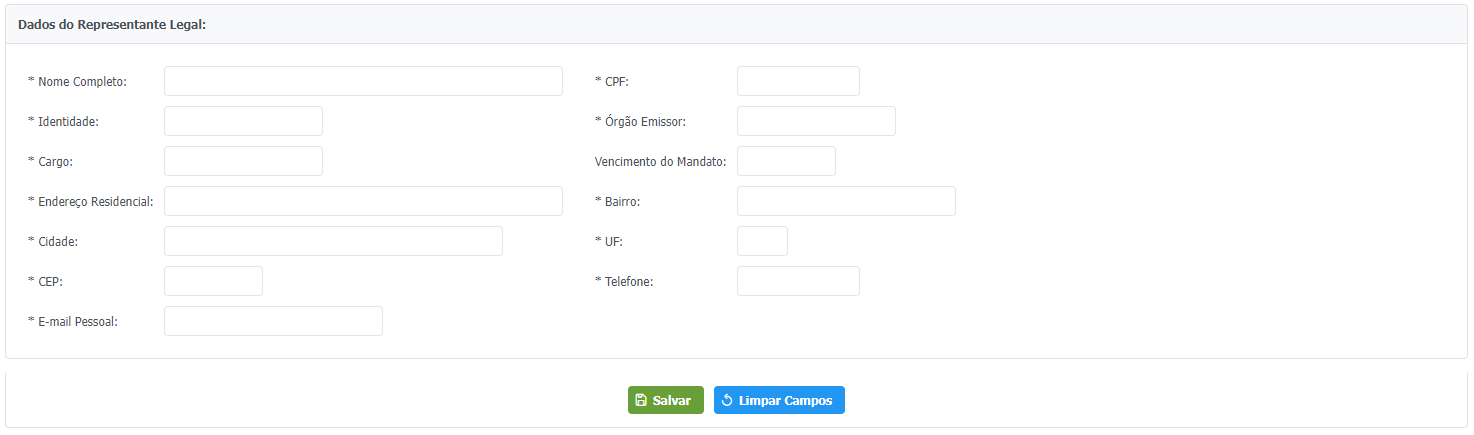 Dados do Representante Legal:
* Nome Completo:
* CPF:
* Identidade:
* Órgão Emissor:
* Cargo:
Vencimento do Mandato:
* Endereço Residencial:
* Bairro:
* Cidade:
* UF:
* CEP:
* Telefone:
* E-mail Pessoal:
Salvar
Limpar Campos